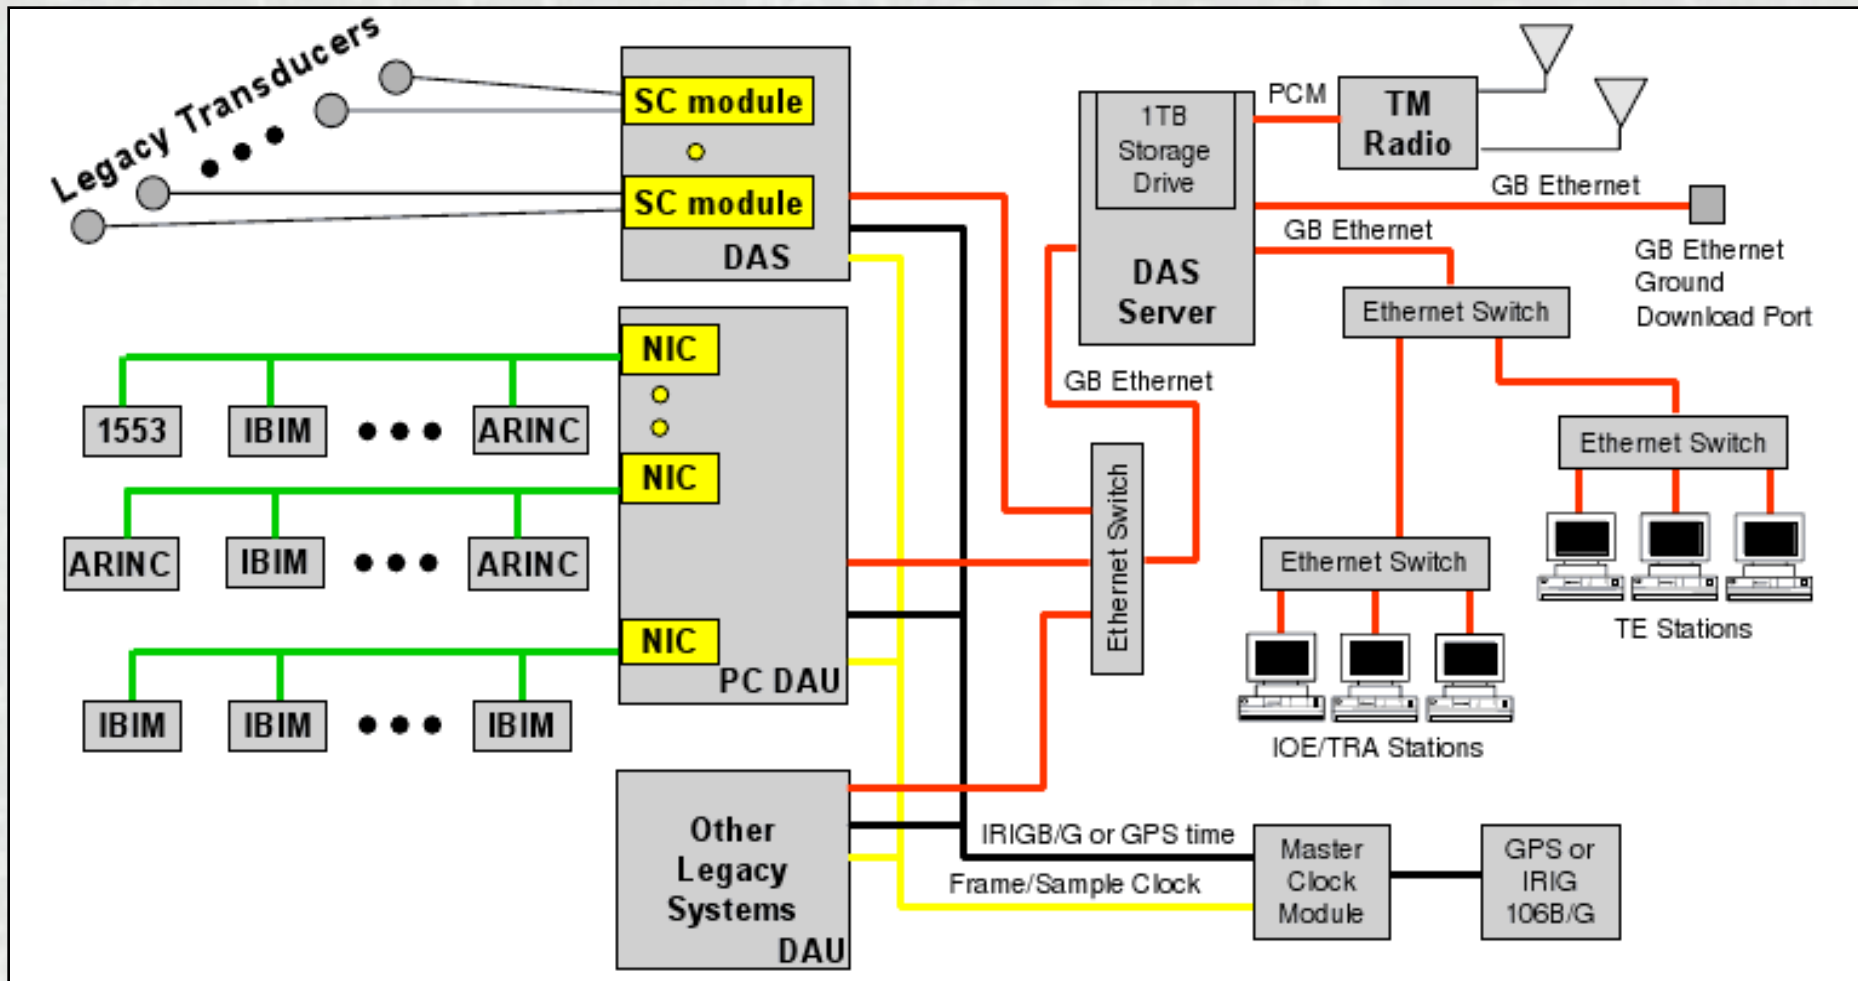 Legacy Transducers
SC module
SC module
DAS
NIC
NIC
NIC
PC DAU
1553
IBIM
ARINC
ARINC
IBIM
ARINC
IBIM
IBIM
IBIM
Other
Legacy
Systems
DAU
1TB
Storage
Drive
DAS
Server
PCM
TM
Radio
GB Ethernet
GB Ethernet
GB Ethernet
Ground
Download Port
Ethernet Switch
GB Ethernet
Ethernet Switch
Ethernet Switch
TE Stations
Ethernet Switch
IOE/TRA Stations
IRIGB/G or GPS time
Frame/Sample Clock
Master
Clock
Module
GPS or
IRIG
106B/G